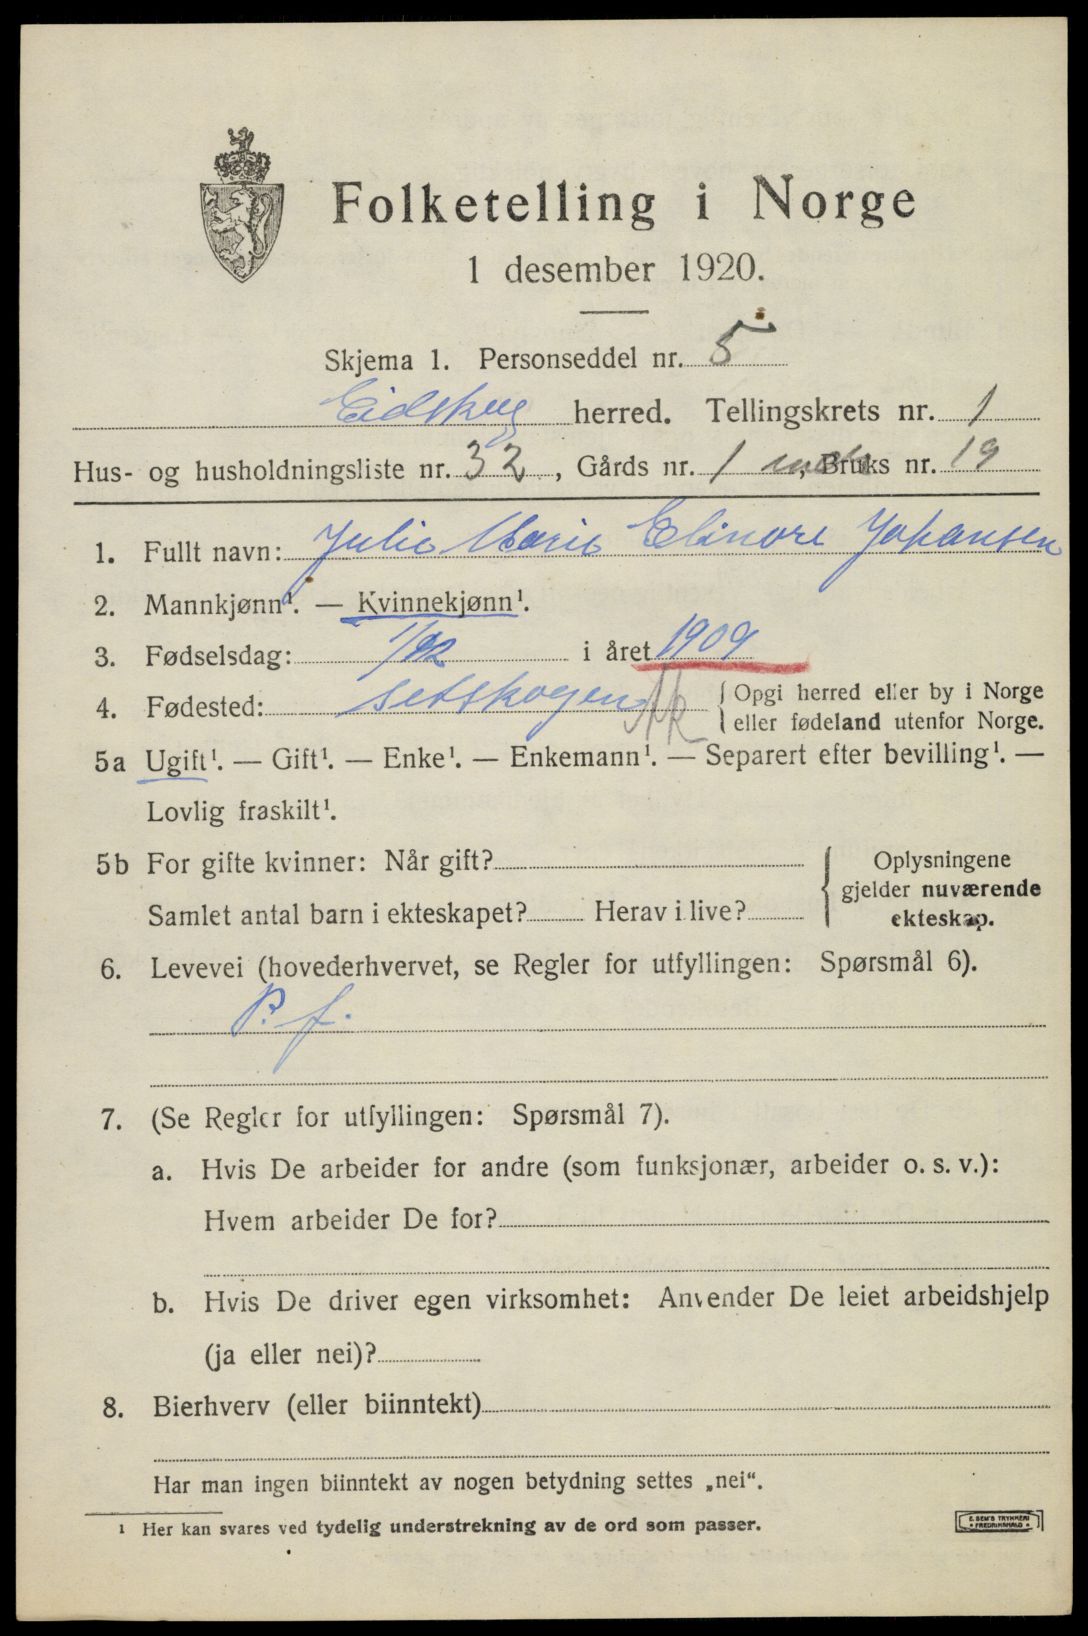 Folketelling i Norge
1 desember 1920.
Skjema 1. Personseddel nr. 5
Eidskog herred. Tellingskrets nr. 1
Hus- og husholdningsliste nr. 32, Gårds nr. 1, Bruks nr. 19
1. Fullt navn: Julie Marie Elinore Johansen
2. Mannkjønn¹. — Kvinnekjønn¹.
3. Fødselsdag: 1/12 i året 1909
4. Fødested: Setskogen { Opgi herred eller by i Norge
{ eller fødeland utenfor Norge.
5a Ugift¹. — Gift¹. — Enke¹. — Enkemann¹. — Separert efter bevilling¹. —
Lovlig fraskilt¹.
5b For gifte kvinner: Når gift? Oplysningene
gjelder nuværende
Samlet antal barn i ekteskapet? Herav i live? ekteskap.
6. Levevei (hovederhvervet, se Regler for utfyllingen: Spørsmål 6).
P. f.
7. (Se Regler for utfyllingen: Spørsmål 7).
a. Hvis De arbeider for andre (som funksjonær, arbeider o. s. v.):
Hvem arbeider De for?
b. Hvis De driver egen virksomhet: Anvender De leiet arbeidshjelp
(ja eller nei)?
8. Bierhverv (eller biinntekt)
Har man ingen biinntekt av nogen betydning settes „nei“.
¹ Her kan svares ved tydelig understrekning av de ord som passer.
E. SEM'S TRYKKERI
• FREDRIKSHALD •